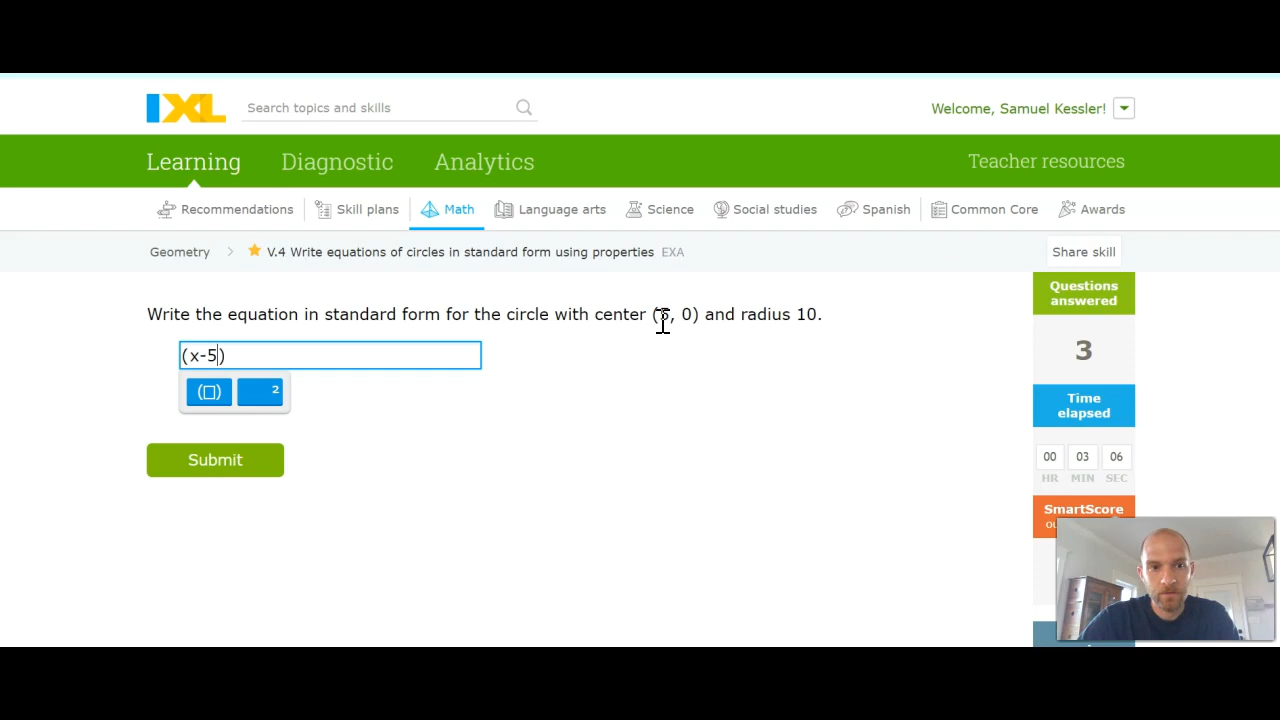 IXL
Search topics and skills
Welcome, Samuel Kessler!
Learning Diagnostic Analytics Teacher resources
Recommendations Skill plans Math Language arts Science Social studies Spanish Common Core Awards
Geometry > V.4 Write equations of circles in standard form using properties EXA
Share skill
Write the equation in standard form for the circle with center (5, 0) and radius 10.
(x-5)
(□) 2
Submit
Questions
answered
3
Time
elapsed
00 03 06
HR MIN SEC
SmartScore